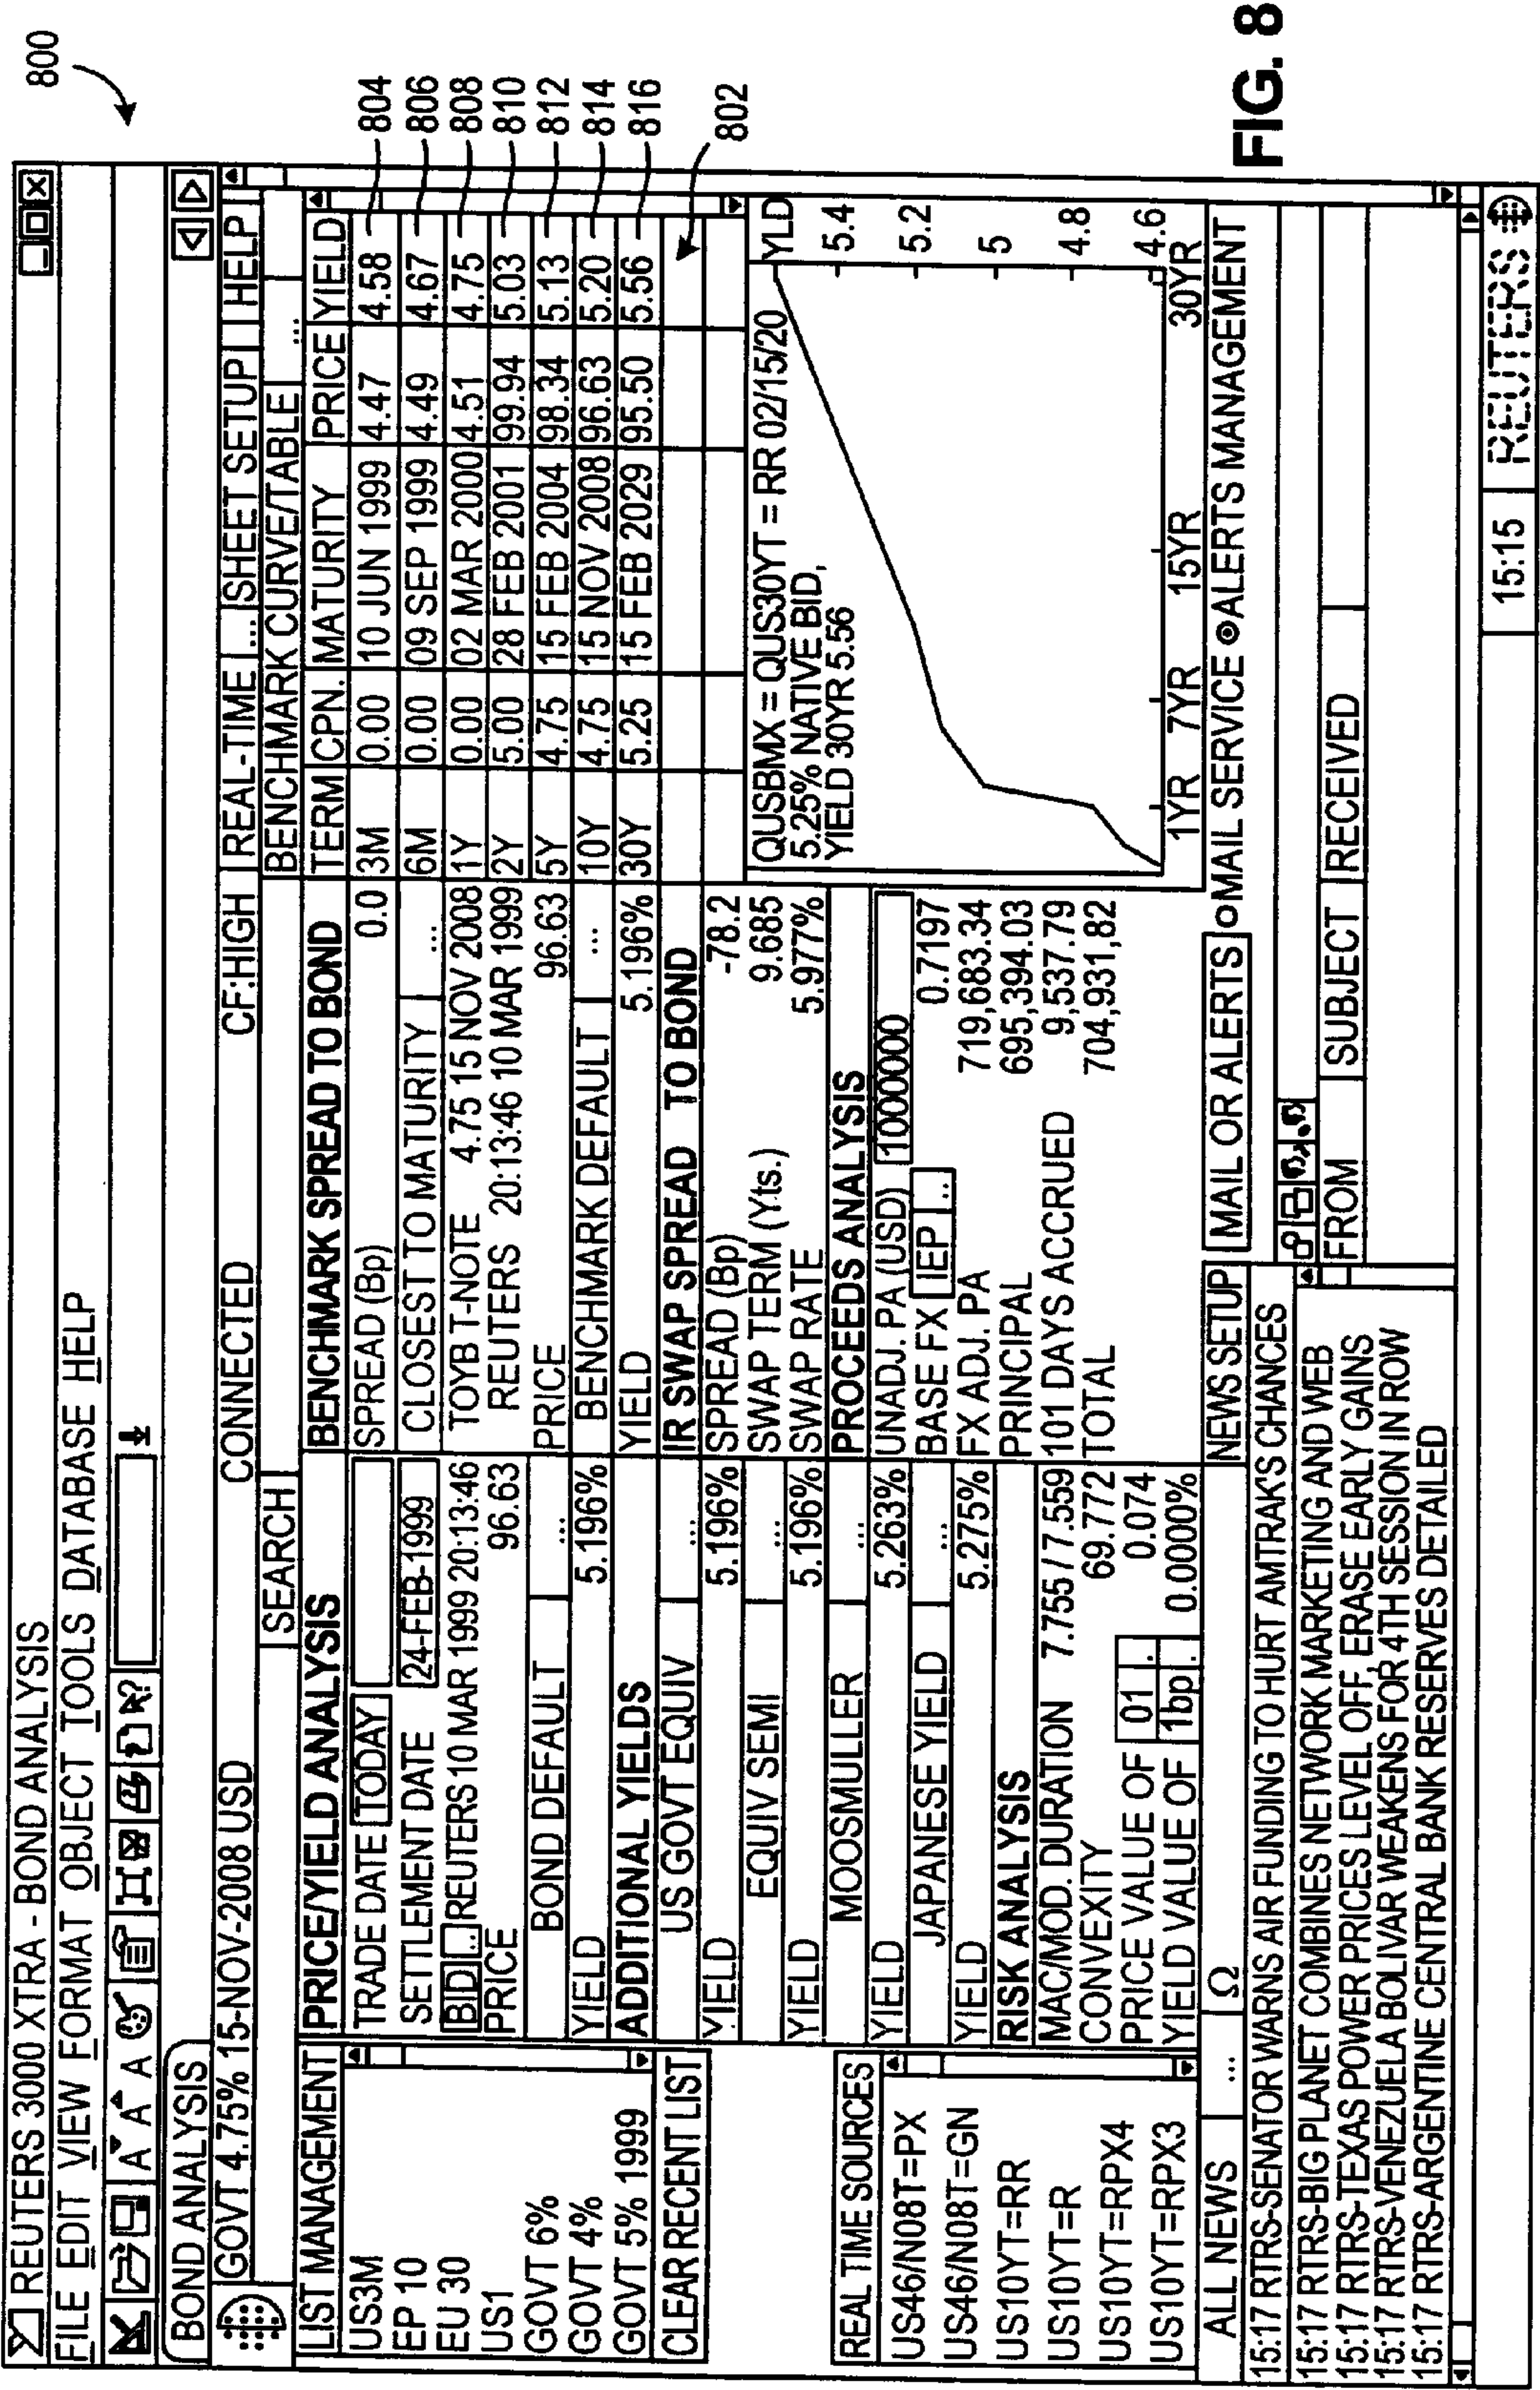 800
REUTERS 3000 XTRA - BOND ANALYSIS
FILE EDIT VIEW FORMAT OBJECT TOOLS DATABASE HELP
A A A
BOND ANALYSIS
GOVT 4.75% 15-NOV-2008 USD CONNECTED CF:HIGH REAL-TIME ... SHEET SETUP HELP
SEARCH
LIST MANAGEMENT
US3M
EP 10
EU 30
US1
GOVT 6%
GOVT 4%
GOVT 5% 1999
CLEAR RECENT LIST
REAL TIME SOURCES
US46/N08T=PX
US46/N08T=GN
US10YT=RR
US10YT=R
US10YT=RPX4
US10YT=RPX3
PRICE/YIELD ANALYSIS
TRADE DATE TODAY
SETTLEMENT DATE 24-FEB-1999
BID ... REUTERS 10 MAR 1999 20:13:46
PRICE 96.63
BOND DEFAULT ...
YIELD 5.196%
ADDITIONAL YIELDS
US GOVT EQUIV ...
YIELD 5.196%
EQUIV SEMI ...
YIELD 5.196%
MOOSMULLER ...
YIELD 5.263%
JAPANESE YIELD ...
YIELD 5.275%
RISK ANALYSIS
MAC/MOD. DURATION 7.755 / 7.559
CONVEXITY 69.772
PRICE VALUE OF 01 . 0.074
YIELD VALUE OF 1bp . 0.0000%
BENCHMARK SPREAD TO BOND
SPREAD (Bp) 0.0
CLOSEST TO MATURITY ...
TOYB T-NOTE 4.75 15 NOV 2008
REUTERS 20:13:46 10 MAR 1999
PRICE 96.63
BENCHMARK DEFAULT ...
YIELD 5.196%
IR SWAP SPREAD TO BOND
SPREAD (Bp) -78.2
SWAP TERM (Yts.) 9.685
SWAP RATE 5.977%
PROCEEDS ANALYSIS
UNADJ. PA (USD) 1000000
BASE FX IEP .. 0.7197
FX ADJ. PA 719,683.34
PRINCIPAL 695,394.03
101 DAYS ACCRUED 9,537.79
TOTAL 704,931,82
BENCHMARK CURVE/TABLE ...
TERM CPN. MATURITY PRICE YIELD
3M 0.00 10 JUN 1999 4.47 4.58 804
6M 0.00 09 SEP 1999 4.49 4.67 806
1Y 0.00 02 MAR 2000 4.51 4.75 808
2Y 5.00 28 FEB 2001 99.94 5.03 810
5Y 4.75 15 FEB 2004 98.34 5.13 812
10Y 4.75 15 NOV 2008 96.63 5.20 814
30Y 5.25 15 FEB 2029 95.50 5.56 816
802
QUSBMX = QUS30YT = RR 02/15/20
5.25% NATIVE BID,
YIELD 30YR 5.56
YLD
5.4
5.2
5
4.8
4.6
1YR 7YR 15YR 30YR
ALL NEWS ... Ω NEWS SETUP
15:17 RTRS-SENATOR WARNS AIR FUNDING TO HURT AMTRAK'S CHANCES
15:17 RTRS-BIG PLANET COMBINES NETWORK MARKETING AND WEB
15:17 RTRS-TEXAS POWER PRICES LEVEL OFF, ERASE EARLY GAINS
15:17 RTRS-VENEZUELA BOLIVAR WEAKENS FOR 4TH SESSION IN ROW
15:17 RTRS-ARGENTINE CENTRAL BANK RESERVES DETAILED
MAIL OR ALERTS MAIL SERVICE ALERTS MANAGEMENT
FROM SUBJECT RECEIVED
15:15 REUTERS
FIG. 8